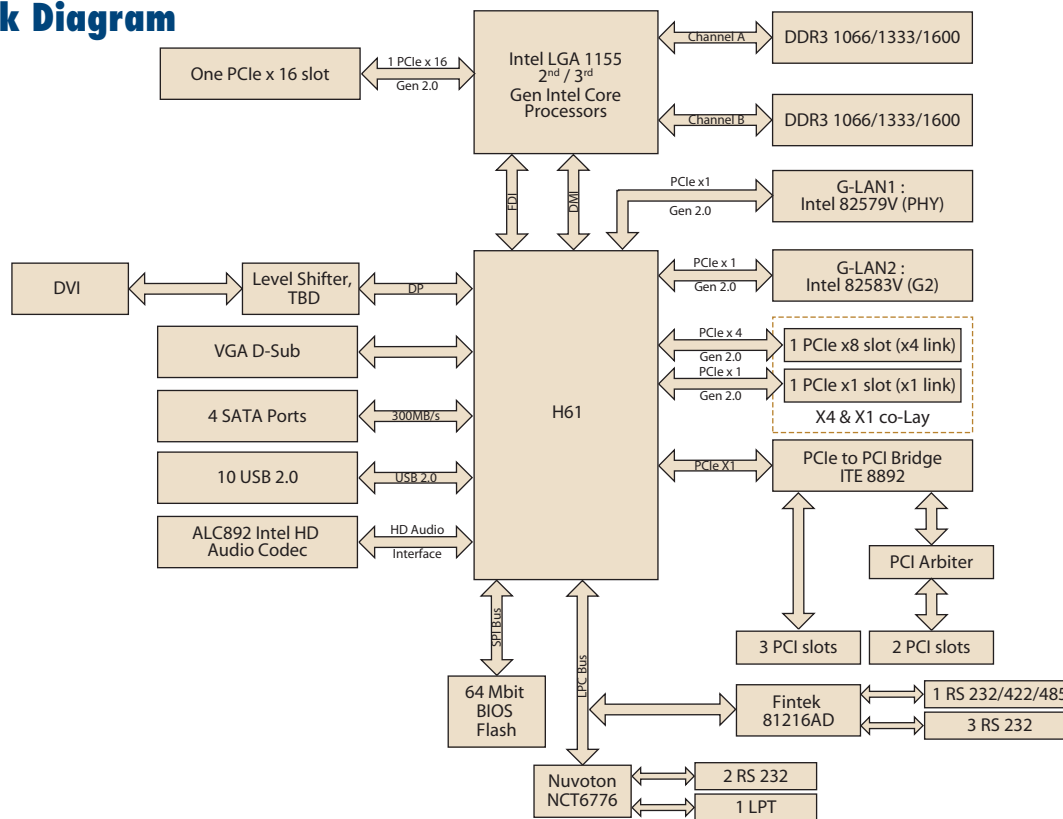 k Diagram
One PCIe x 16 slot
1 PCIe x 16
Gen 2.0
Intel LGA 1155
2nd / 3rd
Gen Intel Core
Processors
Channel A
DDR3 1066/1333/1600
Channel B
DDR3 1066/1333/1600
FDI
DMI
PCIe x1
Gen 2.0
G-LAN1 :
Intel 82579V (PHY)
PCIe x 1
Gen 2.0
G-LAN2 :
Intel 82583V (G2)
DVI
Level Shifter,
TBD
DP
VGA D-Sub
4 SATA Ports
300MB/s
10 USB 2.0
USB 2.0
ALC892 Intel HD
Audio Codec
HD Audio
Interface
H61
PCIe x 4
Gen 2.0
1 PCIe x8 slot (x4 link)
PCIe x 1
Gen 2.0
1 PCIe x1 slot (x1 link)
X4 & X1 co-Lay
PCIe X1
PCIe to PCI Bridge
ITE 8892
PCI Arbiter
3 PCI slots
2 PCI slots
SPI Bus
LPC Bus
64 Mbit
BIOS
Flash
Fintek
81216AD
1 RS 232/422/485
3 RS 232
Nuvoton
NCT6776
2 RS 232
1 LPT